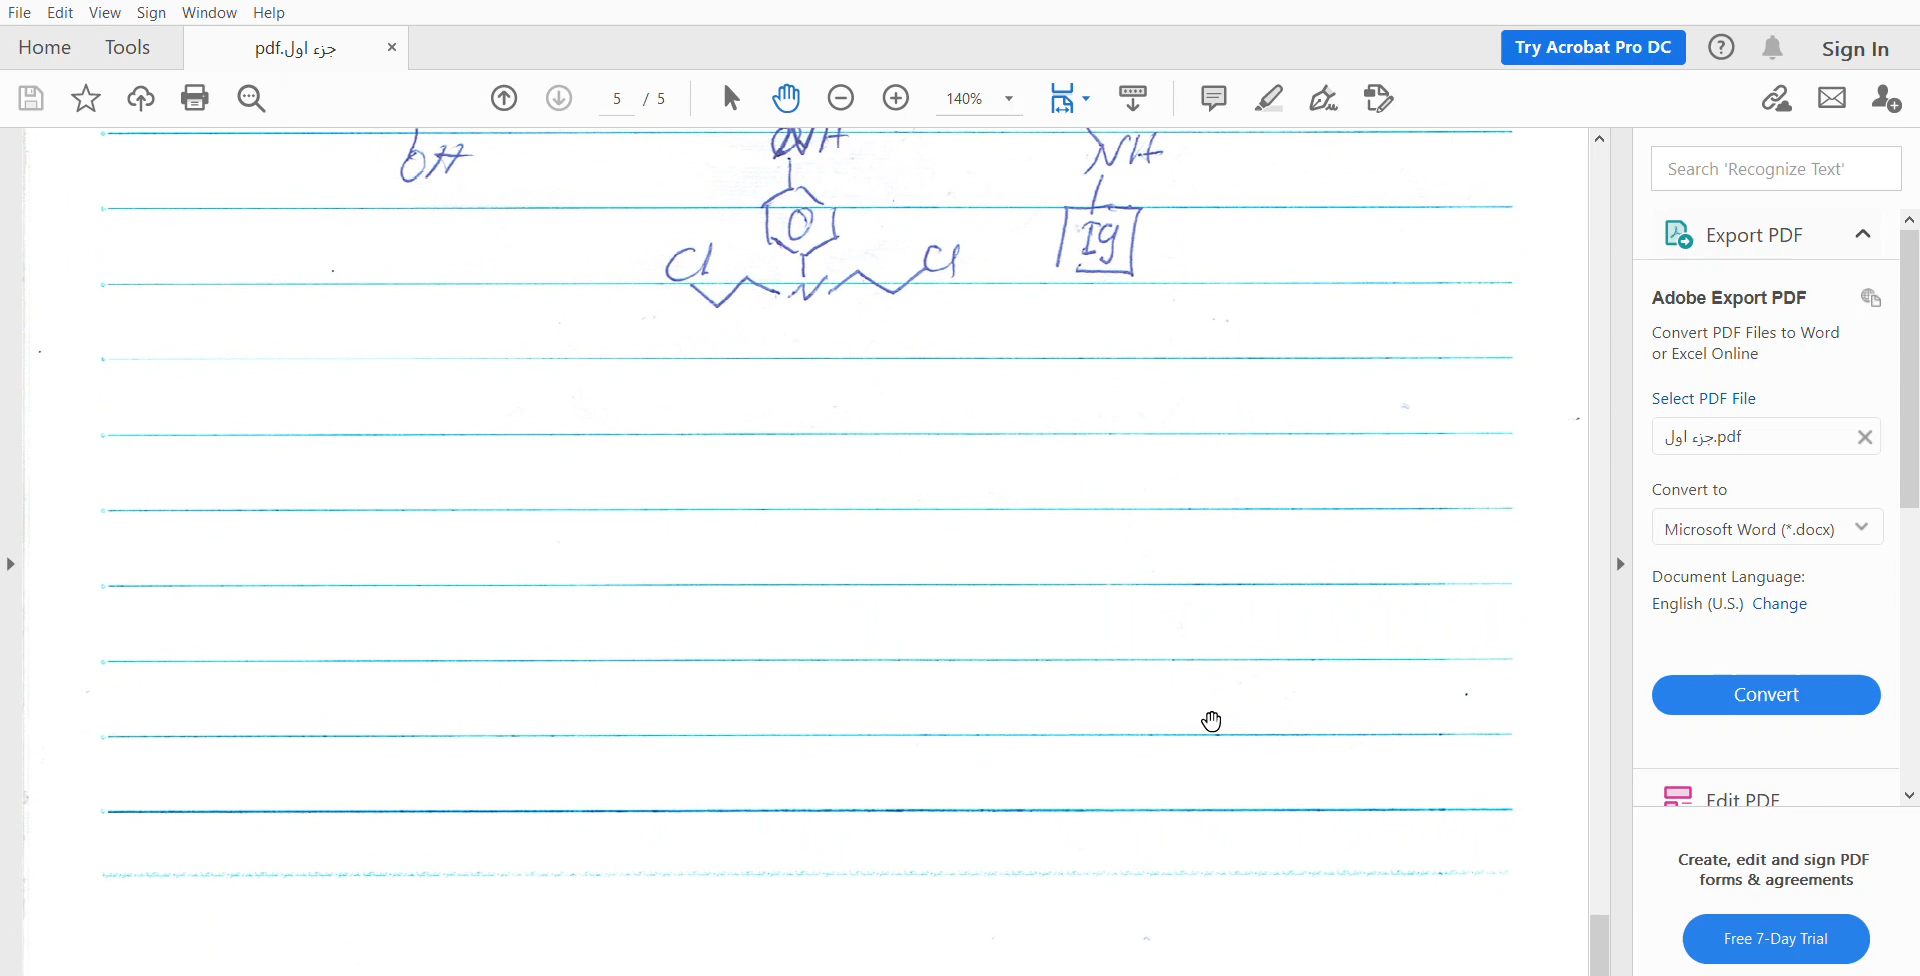 File Edit View Sign Window Help
Home Tools جزء اول.pdf × Try Acrobat Pro DC ? Sign In
5 / 5 140%
OH NH NH
Ig
Cl Cl
N
Search 'Recognize Text'
Export PDF
Adobe Export PDF
Convert PDF Files to Word
or Excel Online
Select PDF File
جزء اول.pdf
Convert to
Microsoft Word (*.docx)
Document Language:
English (U.S.) Change
Convert
Edit PDF
Create, edit and sign PDF
forms & agreements
Free 7-Day Trial